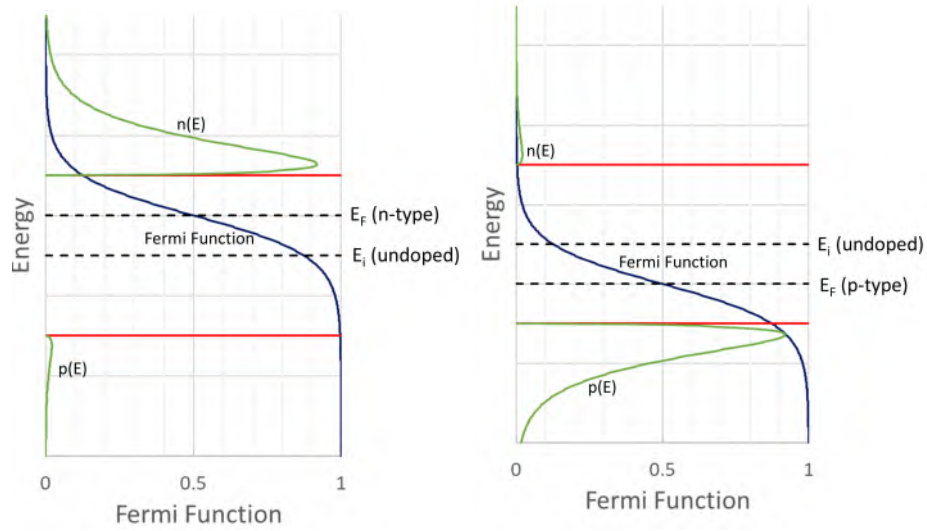 n(E)
Energy
E_F (n-type)
Fermi Function
E_i (undoped)
p(E)
0
0.5
1
Fermi Function
n(E)
Energy
E_i (undoped)
Fermi Function
E_F (p-type)
p(E)
0
0.5
1
Fermi Function